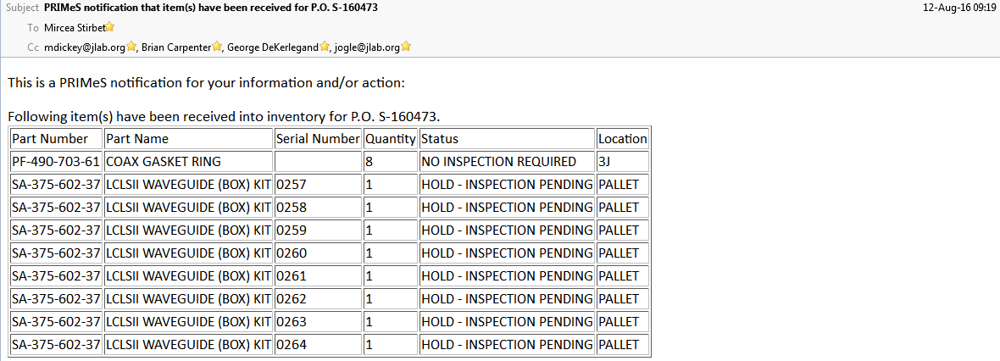 Subject PRIMeS notification that item(s) have been received for P.O. S-160473 12-Aug-16 09:19
To Mircea Stirbet
Cc mdickey@jlab.org, Brian Carpenter, George DeKerlegand, jogle@jlab.org
This is a PRIMeS notification for your information and/or action:
Following item(s) have been received into inventory for P.O. S-160473.
Part Number Part Name Serial Number Quantity Status Location
PF-490-703-61 COAX GASKET RING 8 NO INSPECTION REQUIRED 3J
SA-375-602-37 LCLSII WAVEGUIDE (BOX) KIT 0257 1 HOLD - INSPECTION PENDING PALLET
SA-375-602-37 LCLSII WAVEGUIDE (BOX) KIT 0258 1 HOLD - INSPECTION PENDING PALLET
SA-375-602-37 LCLSII WAVEGUIDE (BOX) KIT 0259 1 HOLD - INSPECTION PENDING PALLET
SA-375-602-37 LCLSII WAVEGUIDE (BOX) KIT 0260 1 HOLD - INSPECTION PENDING PALLET
SA-375-602-37 LCLSII WAVEGUIDE (BOX) KIT 0261 1 HOLD - INSPECTION PENDING PALLET
SA-375-602-37 LCLSII WAVEGUIDE (BOX) KIT 0262 1 HOLD - INSPECTION PENDING PALLET
SA-375-602-37 LCLSII WAVEGUIDE (BOX) KIT 0263 1 HOLD - INSPECTION PENDING PALLET
SA-375-602-37 LCLSII WAVEGUIDE (BOX) KIT 0264 1 HOLD - INSPECTION PENDING PALLET